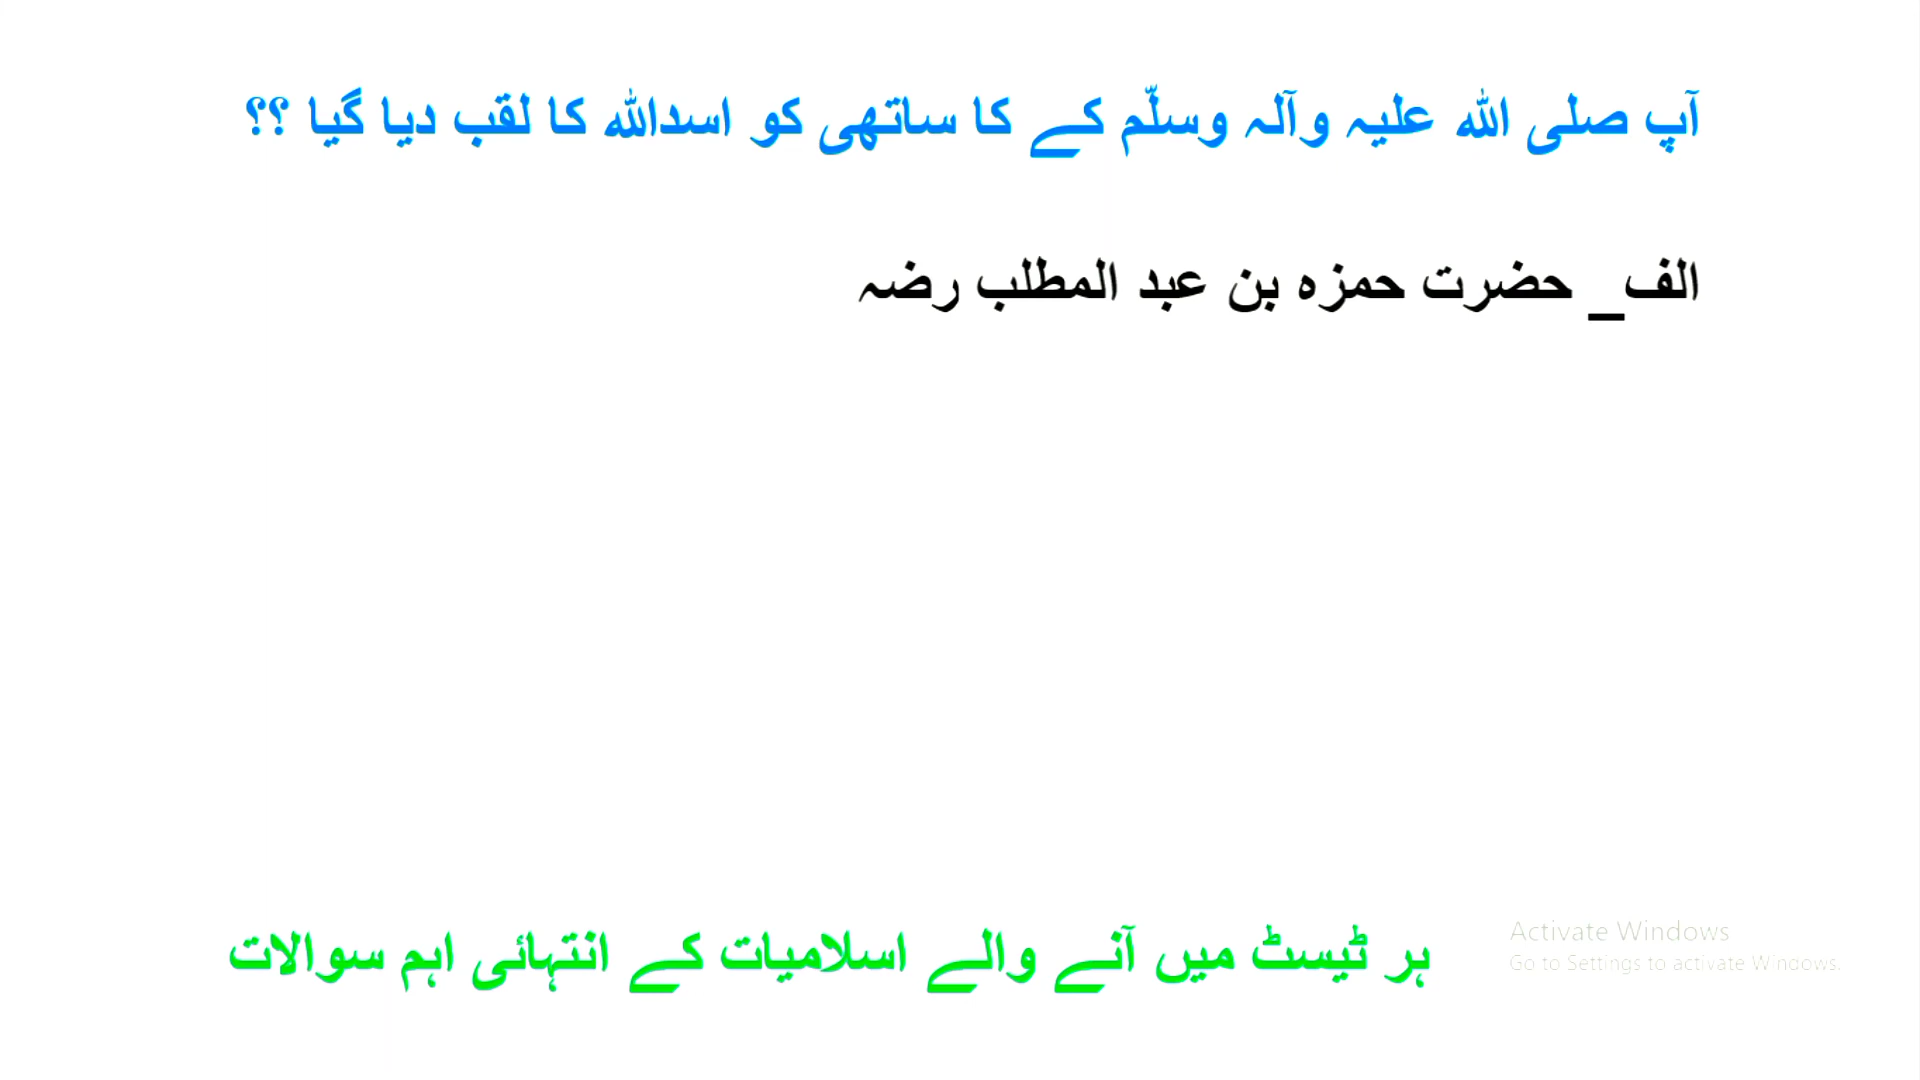 آپ صلی اللہ علیہ وآلہ وسلّم کے کا ساتھی کو اسداللہ کا لقب دیا گیا ؟؟
الف_ حضرت حمزہ بن عبد المطلب رضہ
ہر ٹیسٹ میں آنے والے اسلامیات کے انتہائی اہم سوالات
Activate Windows
Go to Settings to activate Windows.